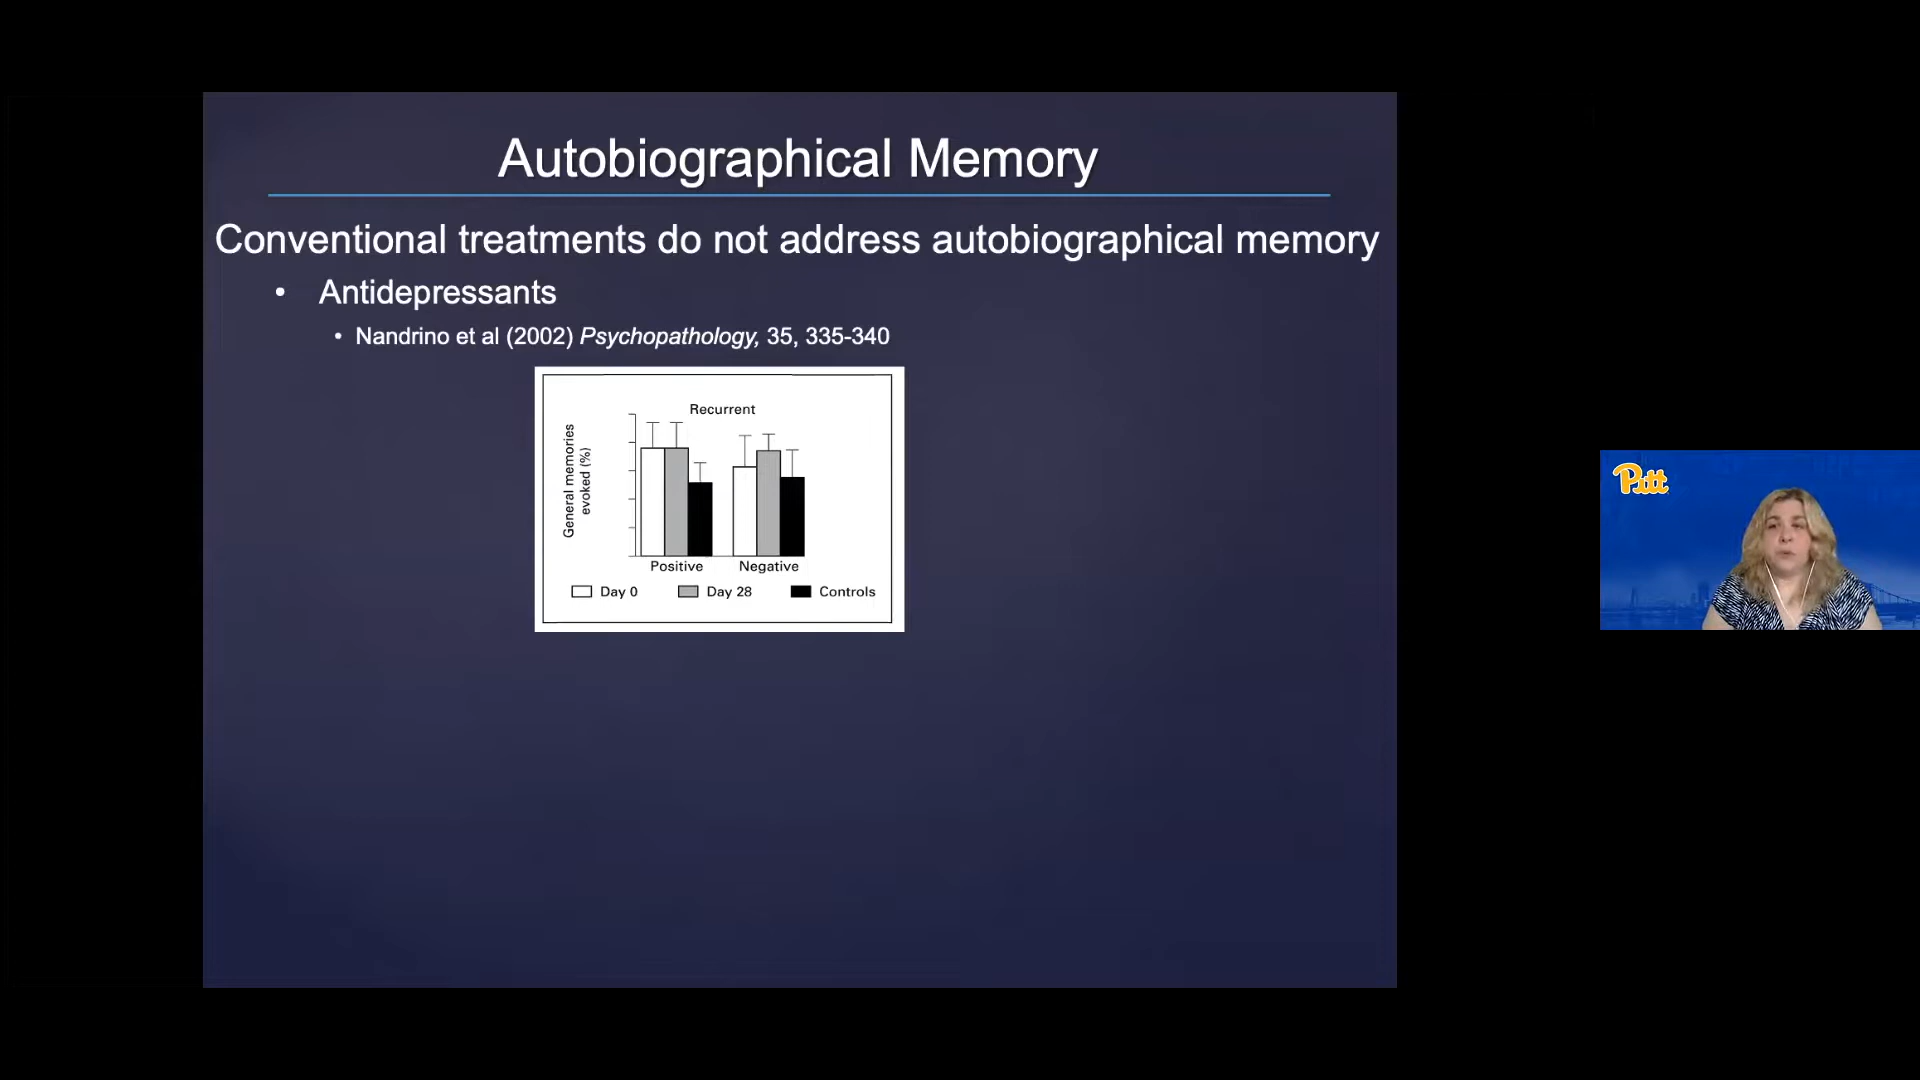 Autobiographical Memory
Conventional treatments do not address autobiographical memory
• Antidepressants
• Nandrino et al (2002) Psychopathology, 35, 335-340
Recurrent
General memories
evoked (%)
Positive Negative
Day 0 Day 28 Controls
Pitt